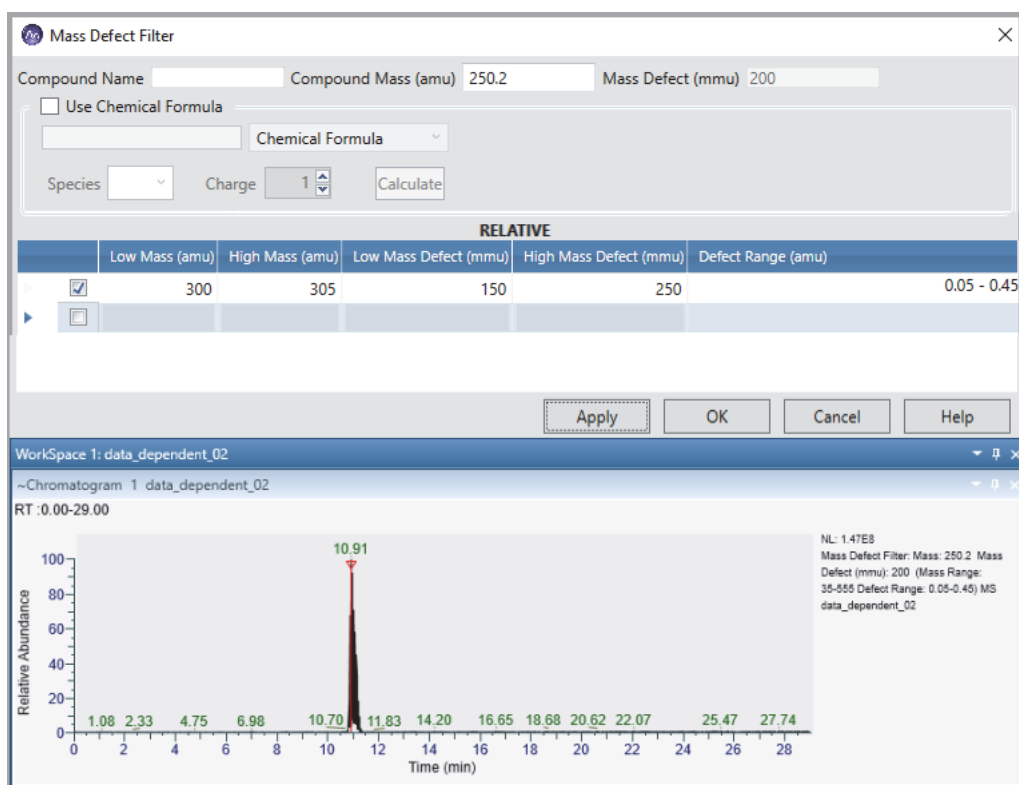 Mass Defect Filter
Compound Name Compound Mass (amu) 250.2 Mass Defect (mmu) 200
Use Chemical Formula
Chemical Formula
Species Charge 1 Calculate
RELATIVE
Low Mass (amu) High Mass (amu) Low Mass Defect (mmu) High Mass Defect (mmu) Defect Range (amu)
300 305 150 250 0.05 - 0.45
Apply OK Cancel Help
WorkSpace 1: data_dependent_02
~Chromatogram 1 data_dependent_02
RT :0.00-29.00
NL: 1.47E8
Mass Defect Filter: Mass: 250.2 Mass
Defect (mmu): 200 (Mass Range:
35-555 Defect Range: 0.05-0.45) MS
data_dependent_02
10.91
100
80
60
40
20
0
Relative Abundance
1.08 2.33 4.75 6.98 10.70 11.83 14.20 16.65 18.68 20.62 22.07 25.47 27.74
0 2 4 6 8 10 12 14 16 18 20 22 24 26 28
Time (min)